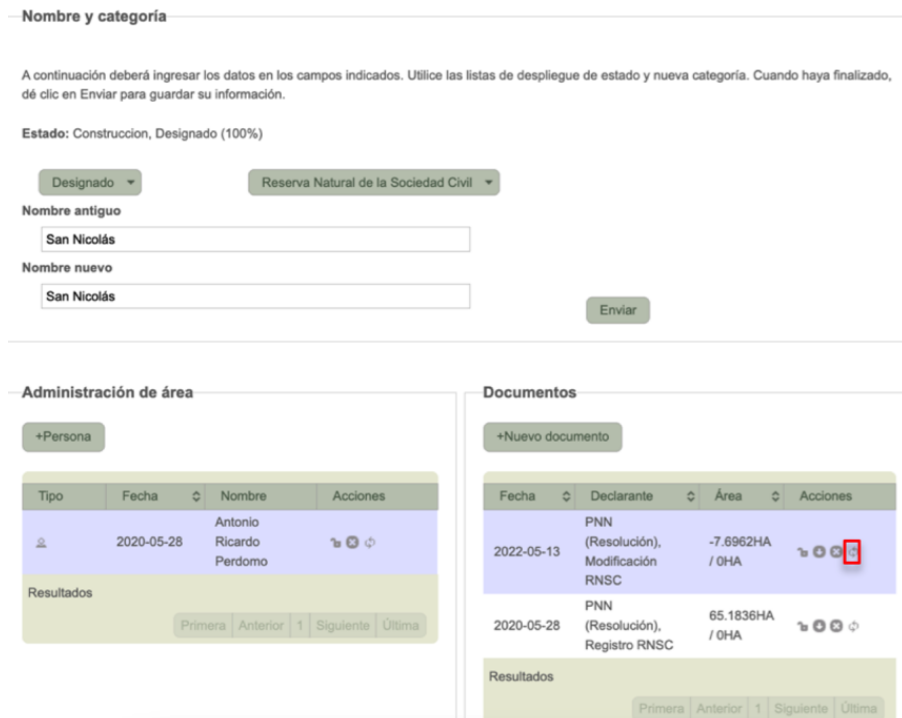 Nombre y categoría
A continuación deberá ingresar los datos en los campos indicados. Utilice las listas de despliegue de estado y nueva categoría. Cuando haya finalizado,
dé clic en Enviar para guardar su información.
Estado: Construccion, Designado (100%)
Designado Reserva Natural de la Sociedad Civil
Nombre antiguo
San Nicolás
Nombre nuevo
San Nicolás
Enviar
Administración de área
+Persona
Tipo Fecha Nombre Acciones
2020-05-28 Antonio
Ricardo
Perdomo
Resultados
Primera Anterior 1 Siguiente Última
Documentos
+Nuevo documento
Fecha Declarante Área Acciones
PNN
(Resolución),
Modificación
RNSC
2022-05-13
-7.6962HA
/ 0HA
PNN
(Resolución),
Registro RNSC
2020-05-28
65.1836HA
/ 0HA
Resultados
Primera Anterior 1 Siguiente Última